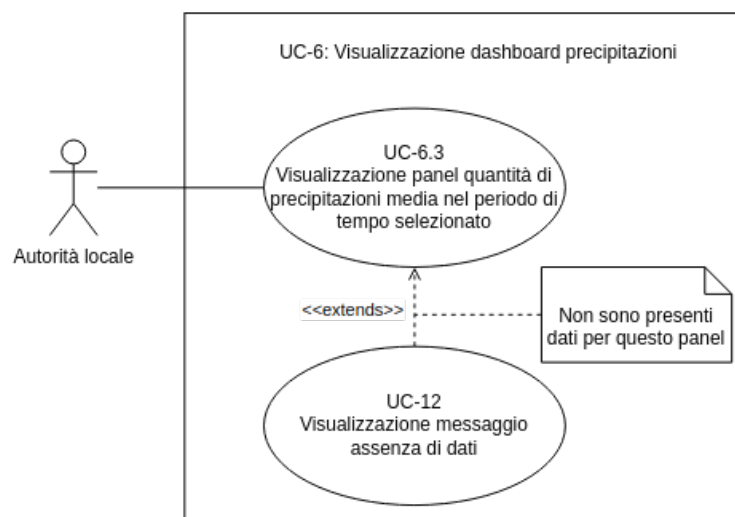 UC-6: Visualizzazione dashboard precipitazioni
UC-6.3
Visualizzazione panel quantità di
precipitazioni media nel periodo di
tempo selezionato
Autorità locale
<<extends>>
Non sono presenti
dati per questo panel
UC-12
Visualizzazione messaggio
assenza di dati